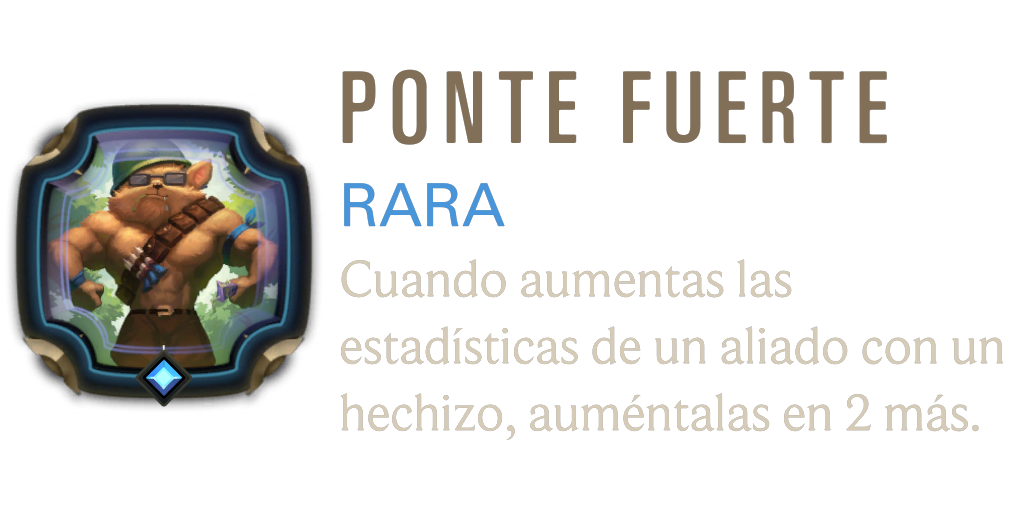 PONTE FUERTE
RARA
Cuando aumentas las
estadísticas de un aliado con un
hechizo, auméntalas en 2 más.